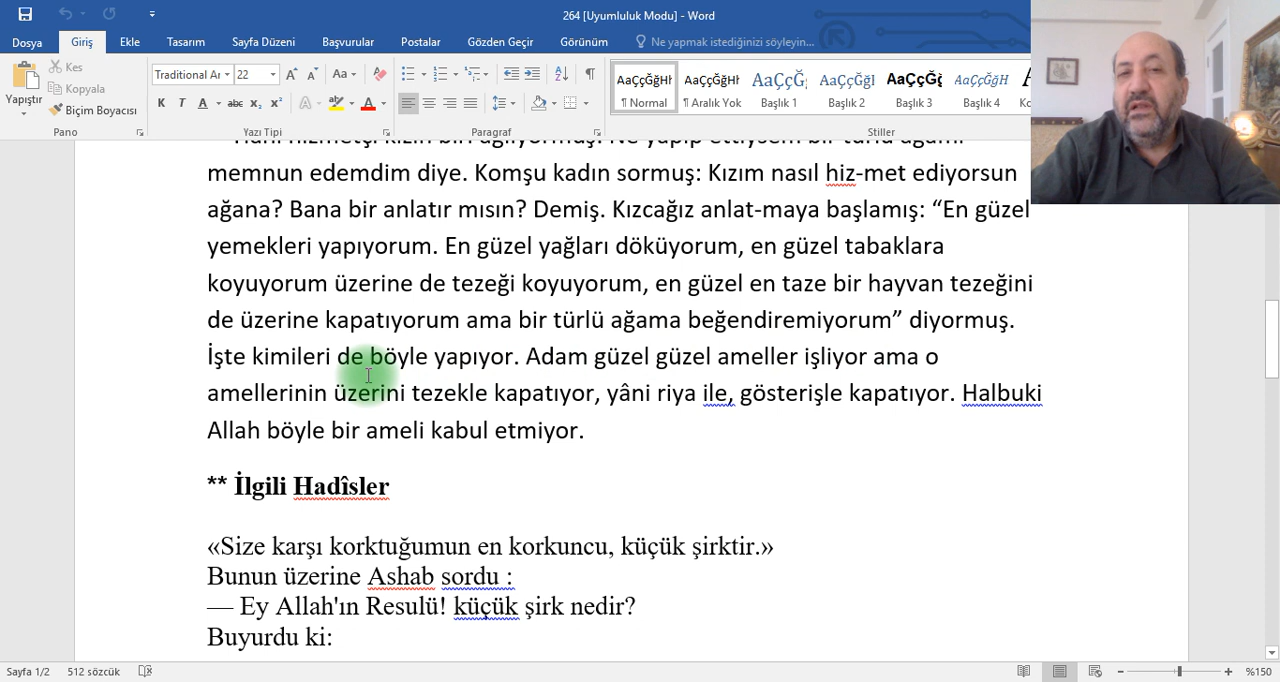 264 [Uyumluluk Modu] - Word
Dosya Giriş Ekle Tasarım Sayfa Düzeni Başvurular Postalar Gözden Geçir Görünüm Ne yapmak istediğinizi söyleyin...
Yapıştır
Kes
Kopyala
Biçim Boyacısı
Pano
Traditional Ar 22
Yazı Tipi
Paragraf
AaÇçĞğHł AaÇçĞğHł AaÇçĞğ AaÇçĞğI AaÇçĞğ AaÇçĞğH
¶ Normal ¶ Aralık Yok Başlık 1 Başlık 2 Başlık 3 Başlık 4
Stiller
memnun edemdim diye. Komşu kadın sormuş: Kızım nasıl hiz-met ediyorsun
ağana? Bana bir anlatır mısın? Demiş. Kızcağız anlat-maya başlamış: “En güzel
yemekleri yapıyorum. En güzel yağları döküyorum, en güzel tabaklara
koyuyorum üzerine de tezeği koyuyorum, en güzel en taze bir hayvan tezeğini
de üzerine kapatıyorum ama bir türlü ağama beğendiremiyorum” diyormuş.
İşte kimileri de böyle yapıyor. Adam güzel güzel ameller işliyor ama o
amellerinin üzerini tezekle kapatıyor, yâni riya ile, gösterişle kapatıyor. Halbuki
Allah böyle bir ameli kabul etmiyor.
** İlgili Hadîsler
«Size karşı korktuğumun en korkuncu, küçük şirktir.»
Bunun üzerine Ashab sordu :
— Ey Allah'ın Resulü! küçük şirk nedir?
Buyurdu ki:
Sayfa 1/2 512 sözcük %150